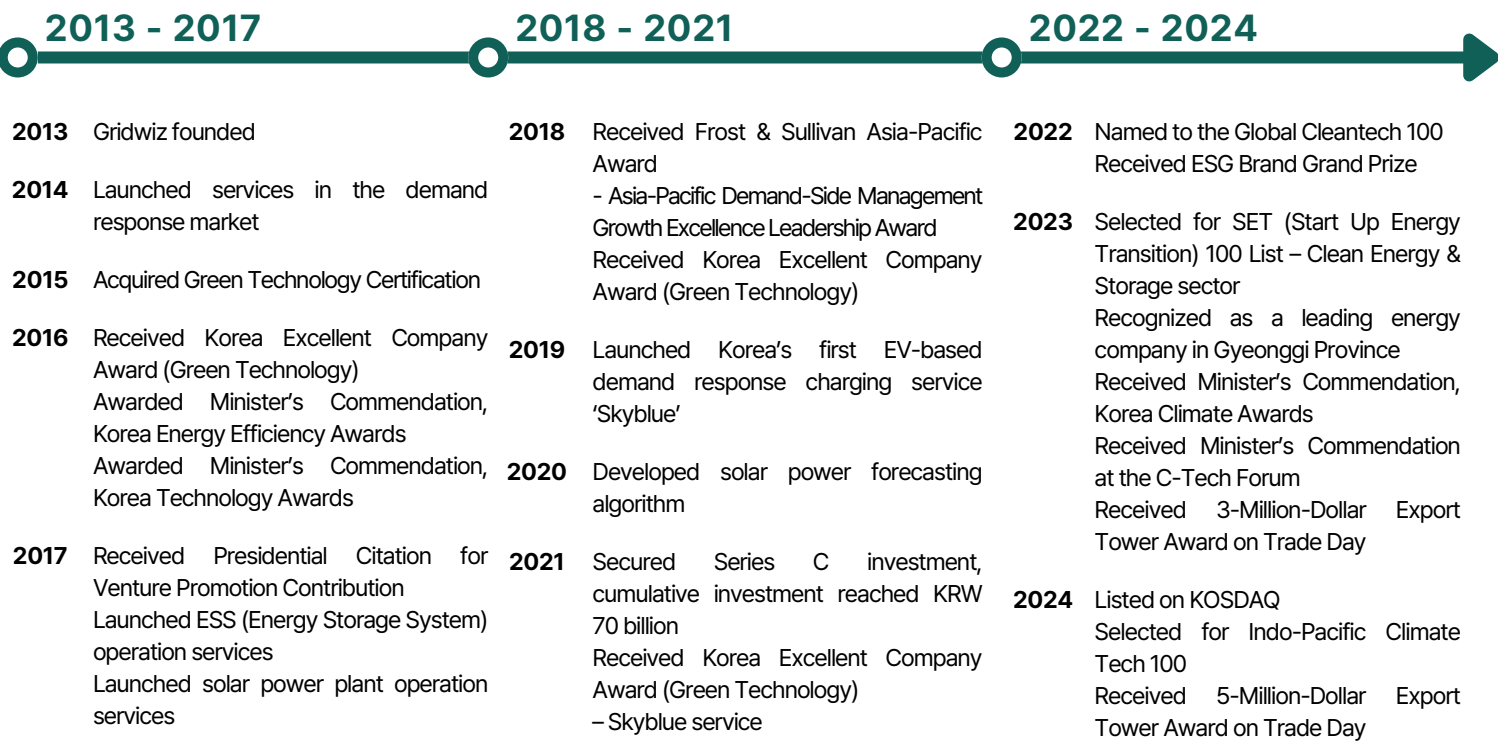 2013 - 2017
2018 - 2021
2022 - 2024
2013 Gridwiz founded
2014 Launched services in the demand
response market
2015 Acquired Green Technology Certification
2016 Received Korea Excellent Company
Award (Green Technology)
Awarded Minister's Commendation,
Korea Energy Efficiency Awards
Awarded Minister's Commendation,
Korea Technology Awards
2017 Received Presidential Citation for
Venture Promotion Contribution
Launched ESS (Energy Storage System)
operation services
Launched solar power plant operation
services
2018 Received Frost & Sullivan Asia-Pacific
Award
- Asia-Pacific Demand-Side Management
Growth Excellence Leadership Award
Received Korea Excellent Company
Award (Green Technology)
2019 Launched Korea's first EV-based
demand response charging service
'Skyblue'
2020 Developed solar power forecasting
algorithm
2021 Secured Series C investment,
cumulative investment reached KRW
70 billion
Received Korea Excellent Company
Award (Green Technology)
– Skyblue service
2022 Named to the Global Cleantech 100
Received ESG Brand Grand Prize
2023 Selected for SET (Start Up Energy
Transition) 100 List – Clean Energy &
Storage sector
Recognized as a leading energy
company in Gyeonggi Province
Received Minister's Commendation,
Korea Climate Awards
Received Minister's Commendation
at the C-Tech Forum
Received 3-Million-Dollar Export
Tower Award on Trade Day
2024 Listed on KOSDAQ
Selected for Indo-Pacific Climate
Tech 100
Received 5-Million-Dollar Export
Tower Award on Trade Day